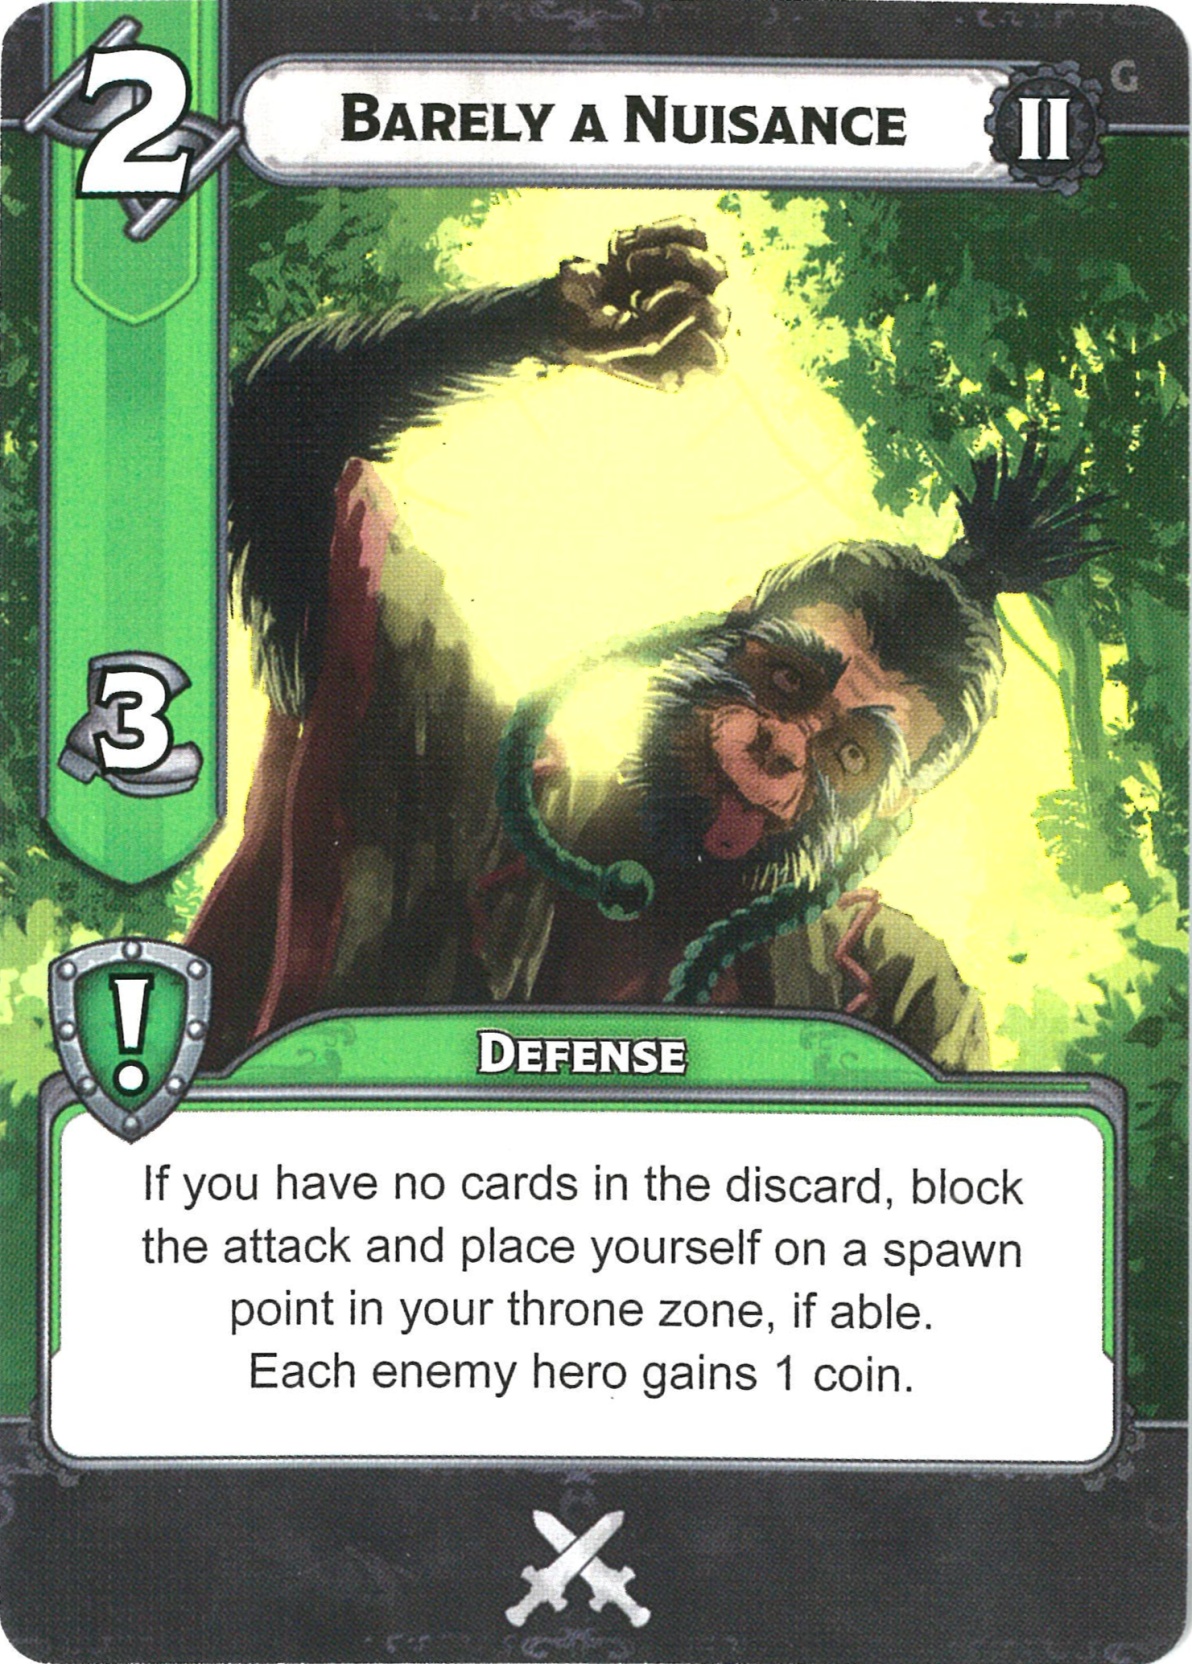 2
BARELY A NUISANCE
II
G
3
!
DEFENSE
If you have no cards in the discard, block
the attack and place yourself on a spawn
point in your throne zone, if able.
Each enemy hero gains 1 coin.